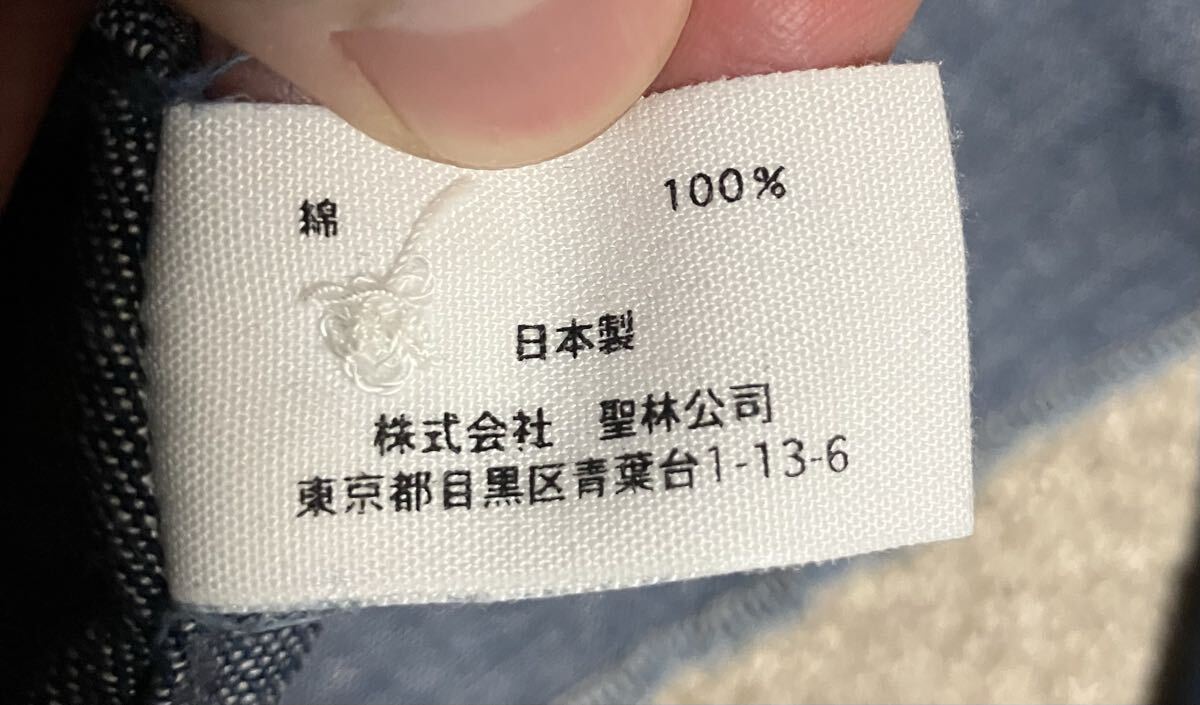 綿 100%
日本製
株式会社 聖林公司
東京都目黒区青葉台1-13-6